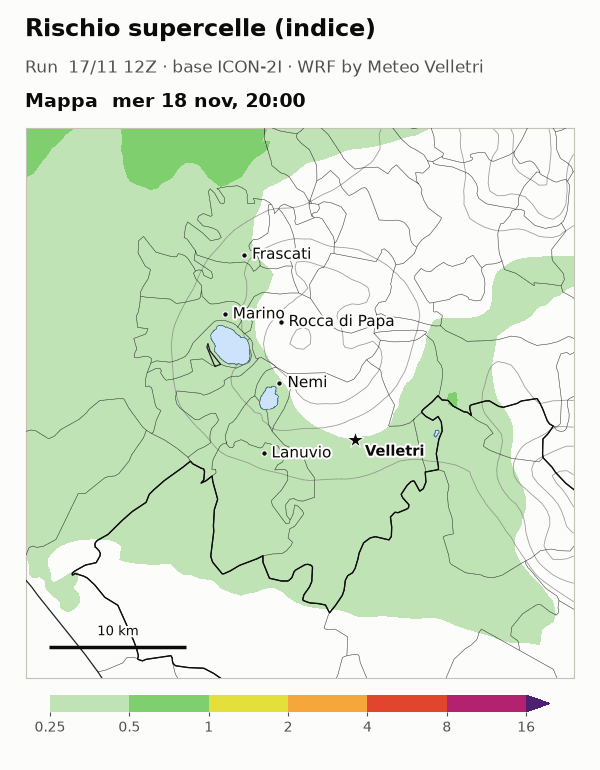 Rischio supercelle (indice)
Run  17/11 12Z · base ICON-2I · WRF by Meteo Velletri
Mappa  mer 18 nov, 20:00
Frascati
Marino
Rocca di Papa
Nemi
Velletri
Lanuvio
10 km
0.25 0.5 1 2 4 8 16